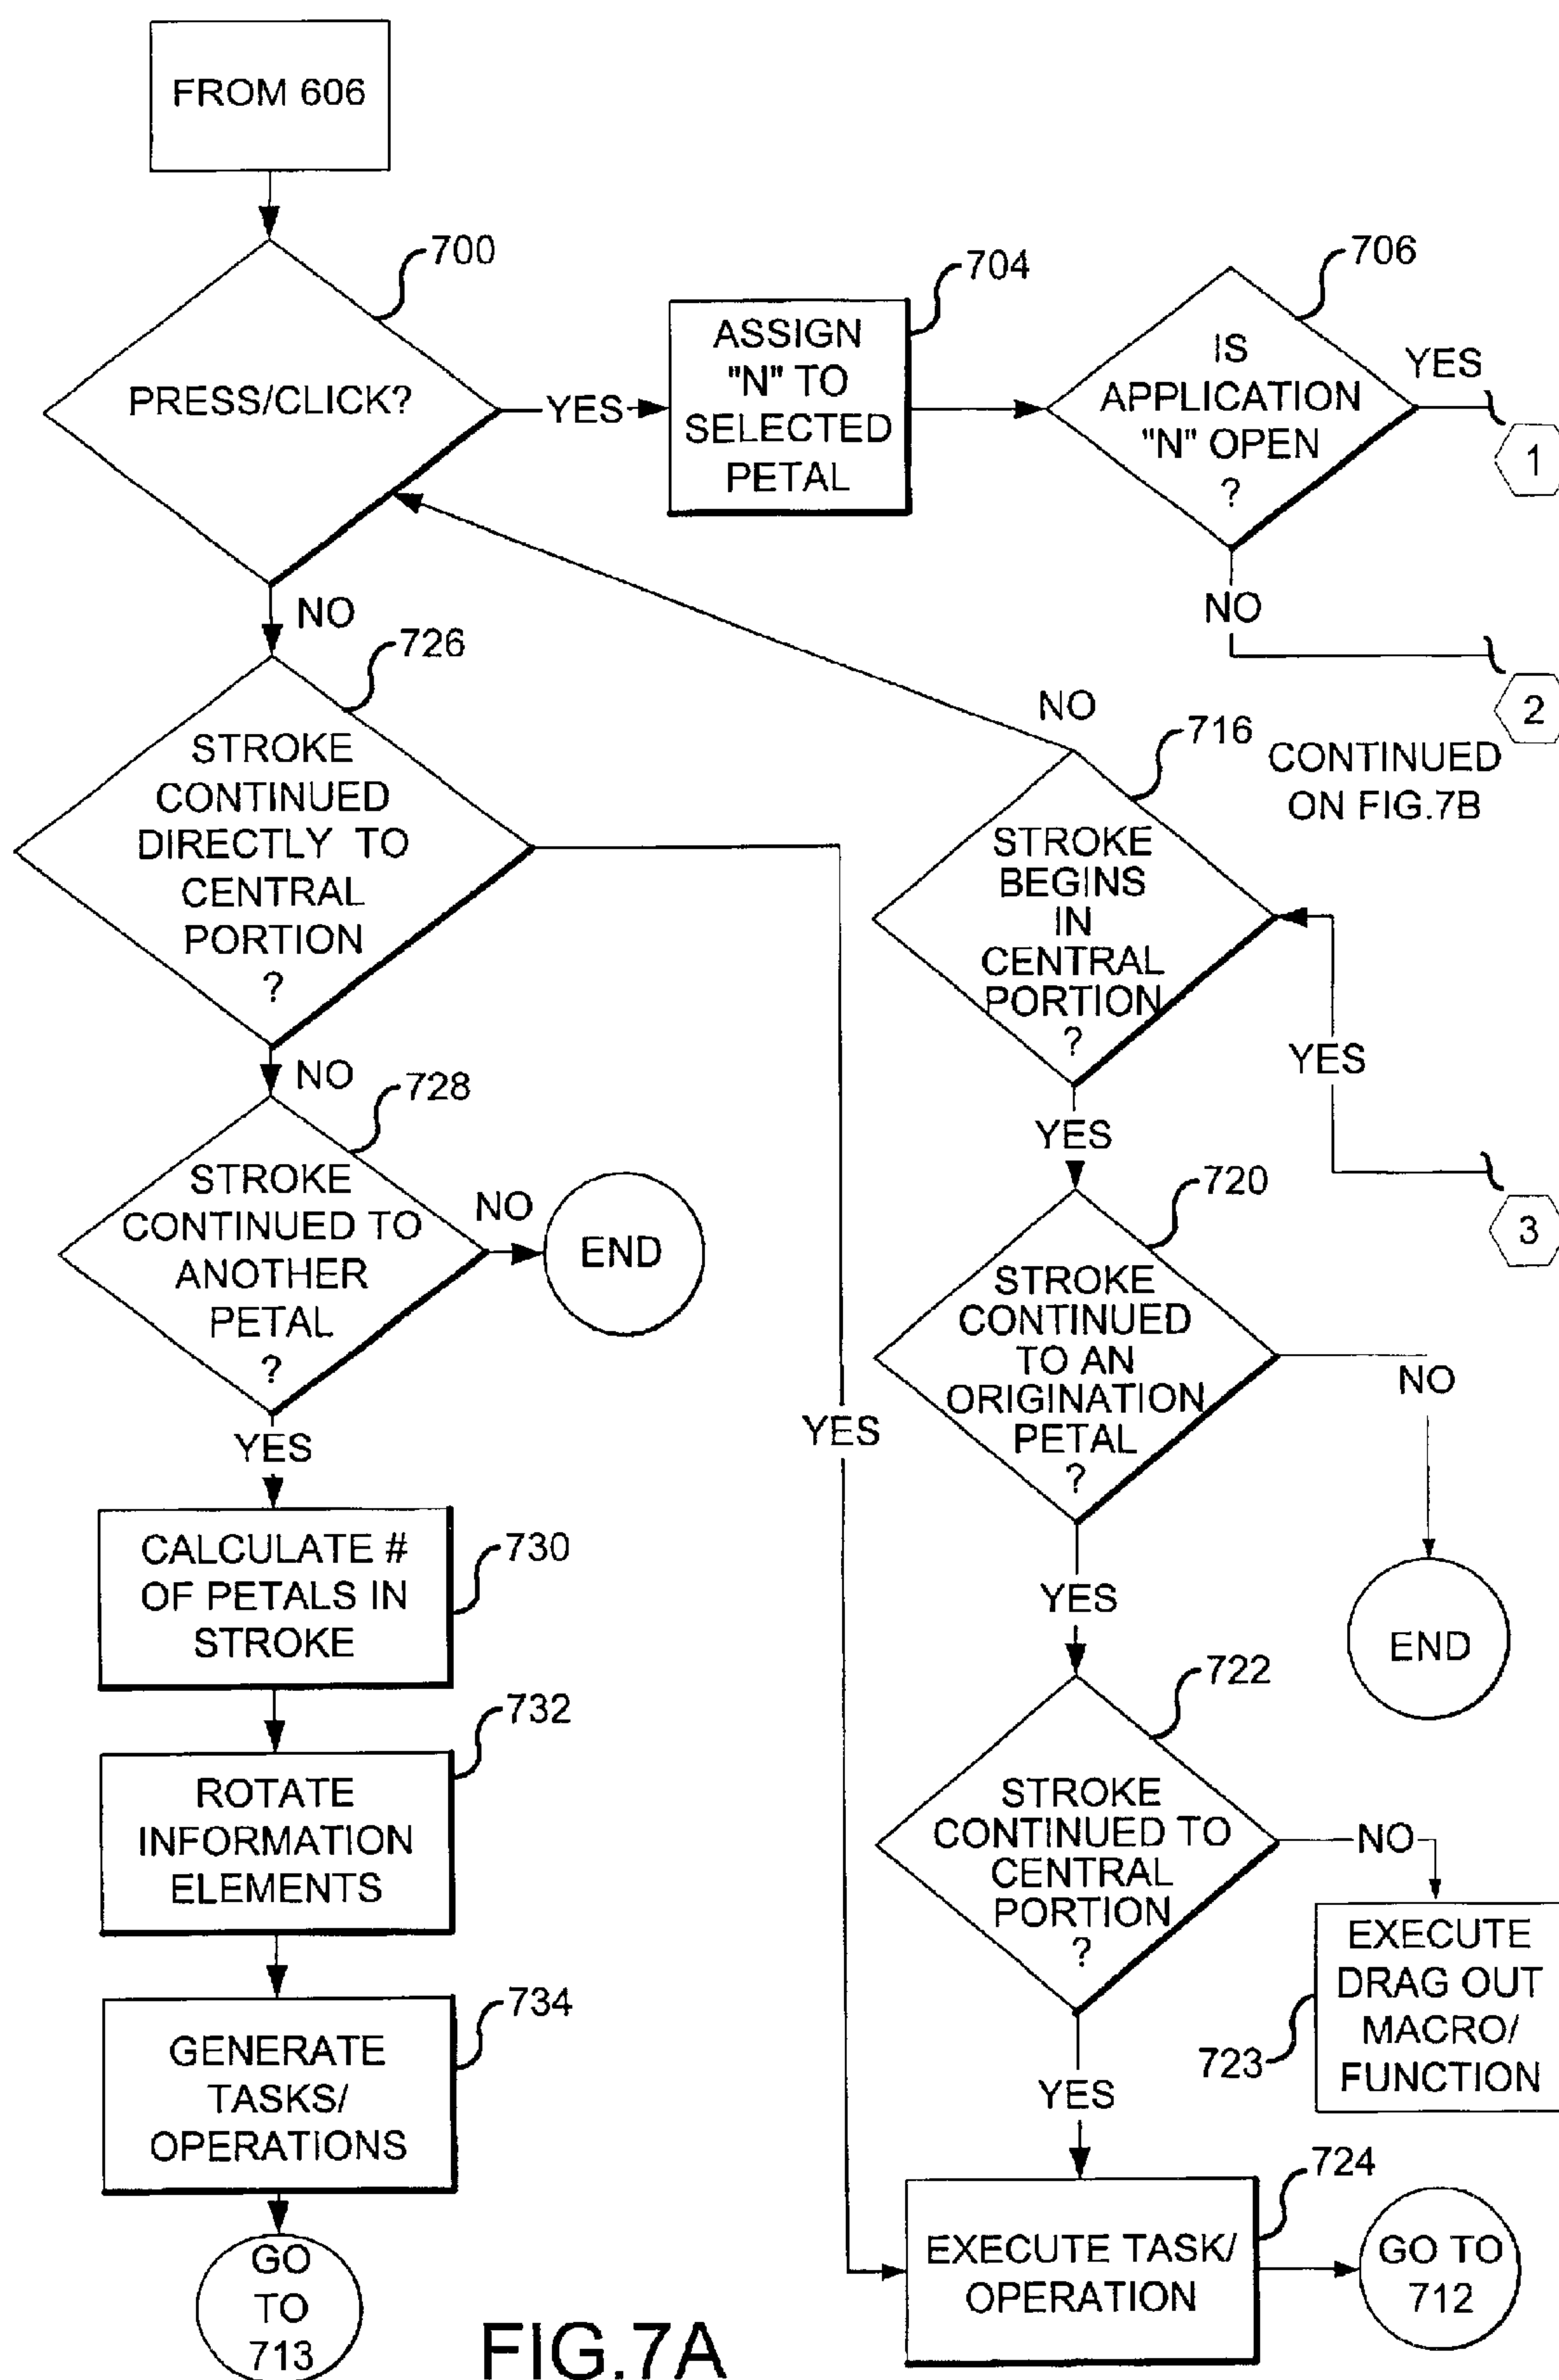 FROM 606
700
PRESS/CLICK?
YES
704
ASSIGN
"N" TO
SELECTED
PETAL
706
IS
APPLICATION
"N" OPEN
?
YES
1
NO
2
CONTINUED
ON FIG.7B
NO
726
STROKE
CONTINUED
DIRECTLY TO
CENTRAL
PORTION
?
YES
NO
728
STROKE
CONTINUED TO
ANOTHER
PETAL
?
NO
END
YES
CALCULATE #
OF PETALS IN
STROKE
730
732
ROTATE
INFORMATION
ELEMENTS
734
GENERATE
TASKS/
OPERATIONS
GO
TO
713
NO
716
STROKE
BEGINS
IN
CENTRAL
PORTION
?
YES
3
YES
720
STROKE
CONTINUED
TO AN
ORIGINATION
PETAL
?
NO
END
YES
722
STROKE
CONTINUED TO
CENTRAL
PORTION
?
NO
EXECUTE
DRAG OUT
MACRO/
FUNCTION
723
YES
724
EXECUTE TASK/
OPERATION
GO TO
712
FIG.7A